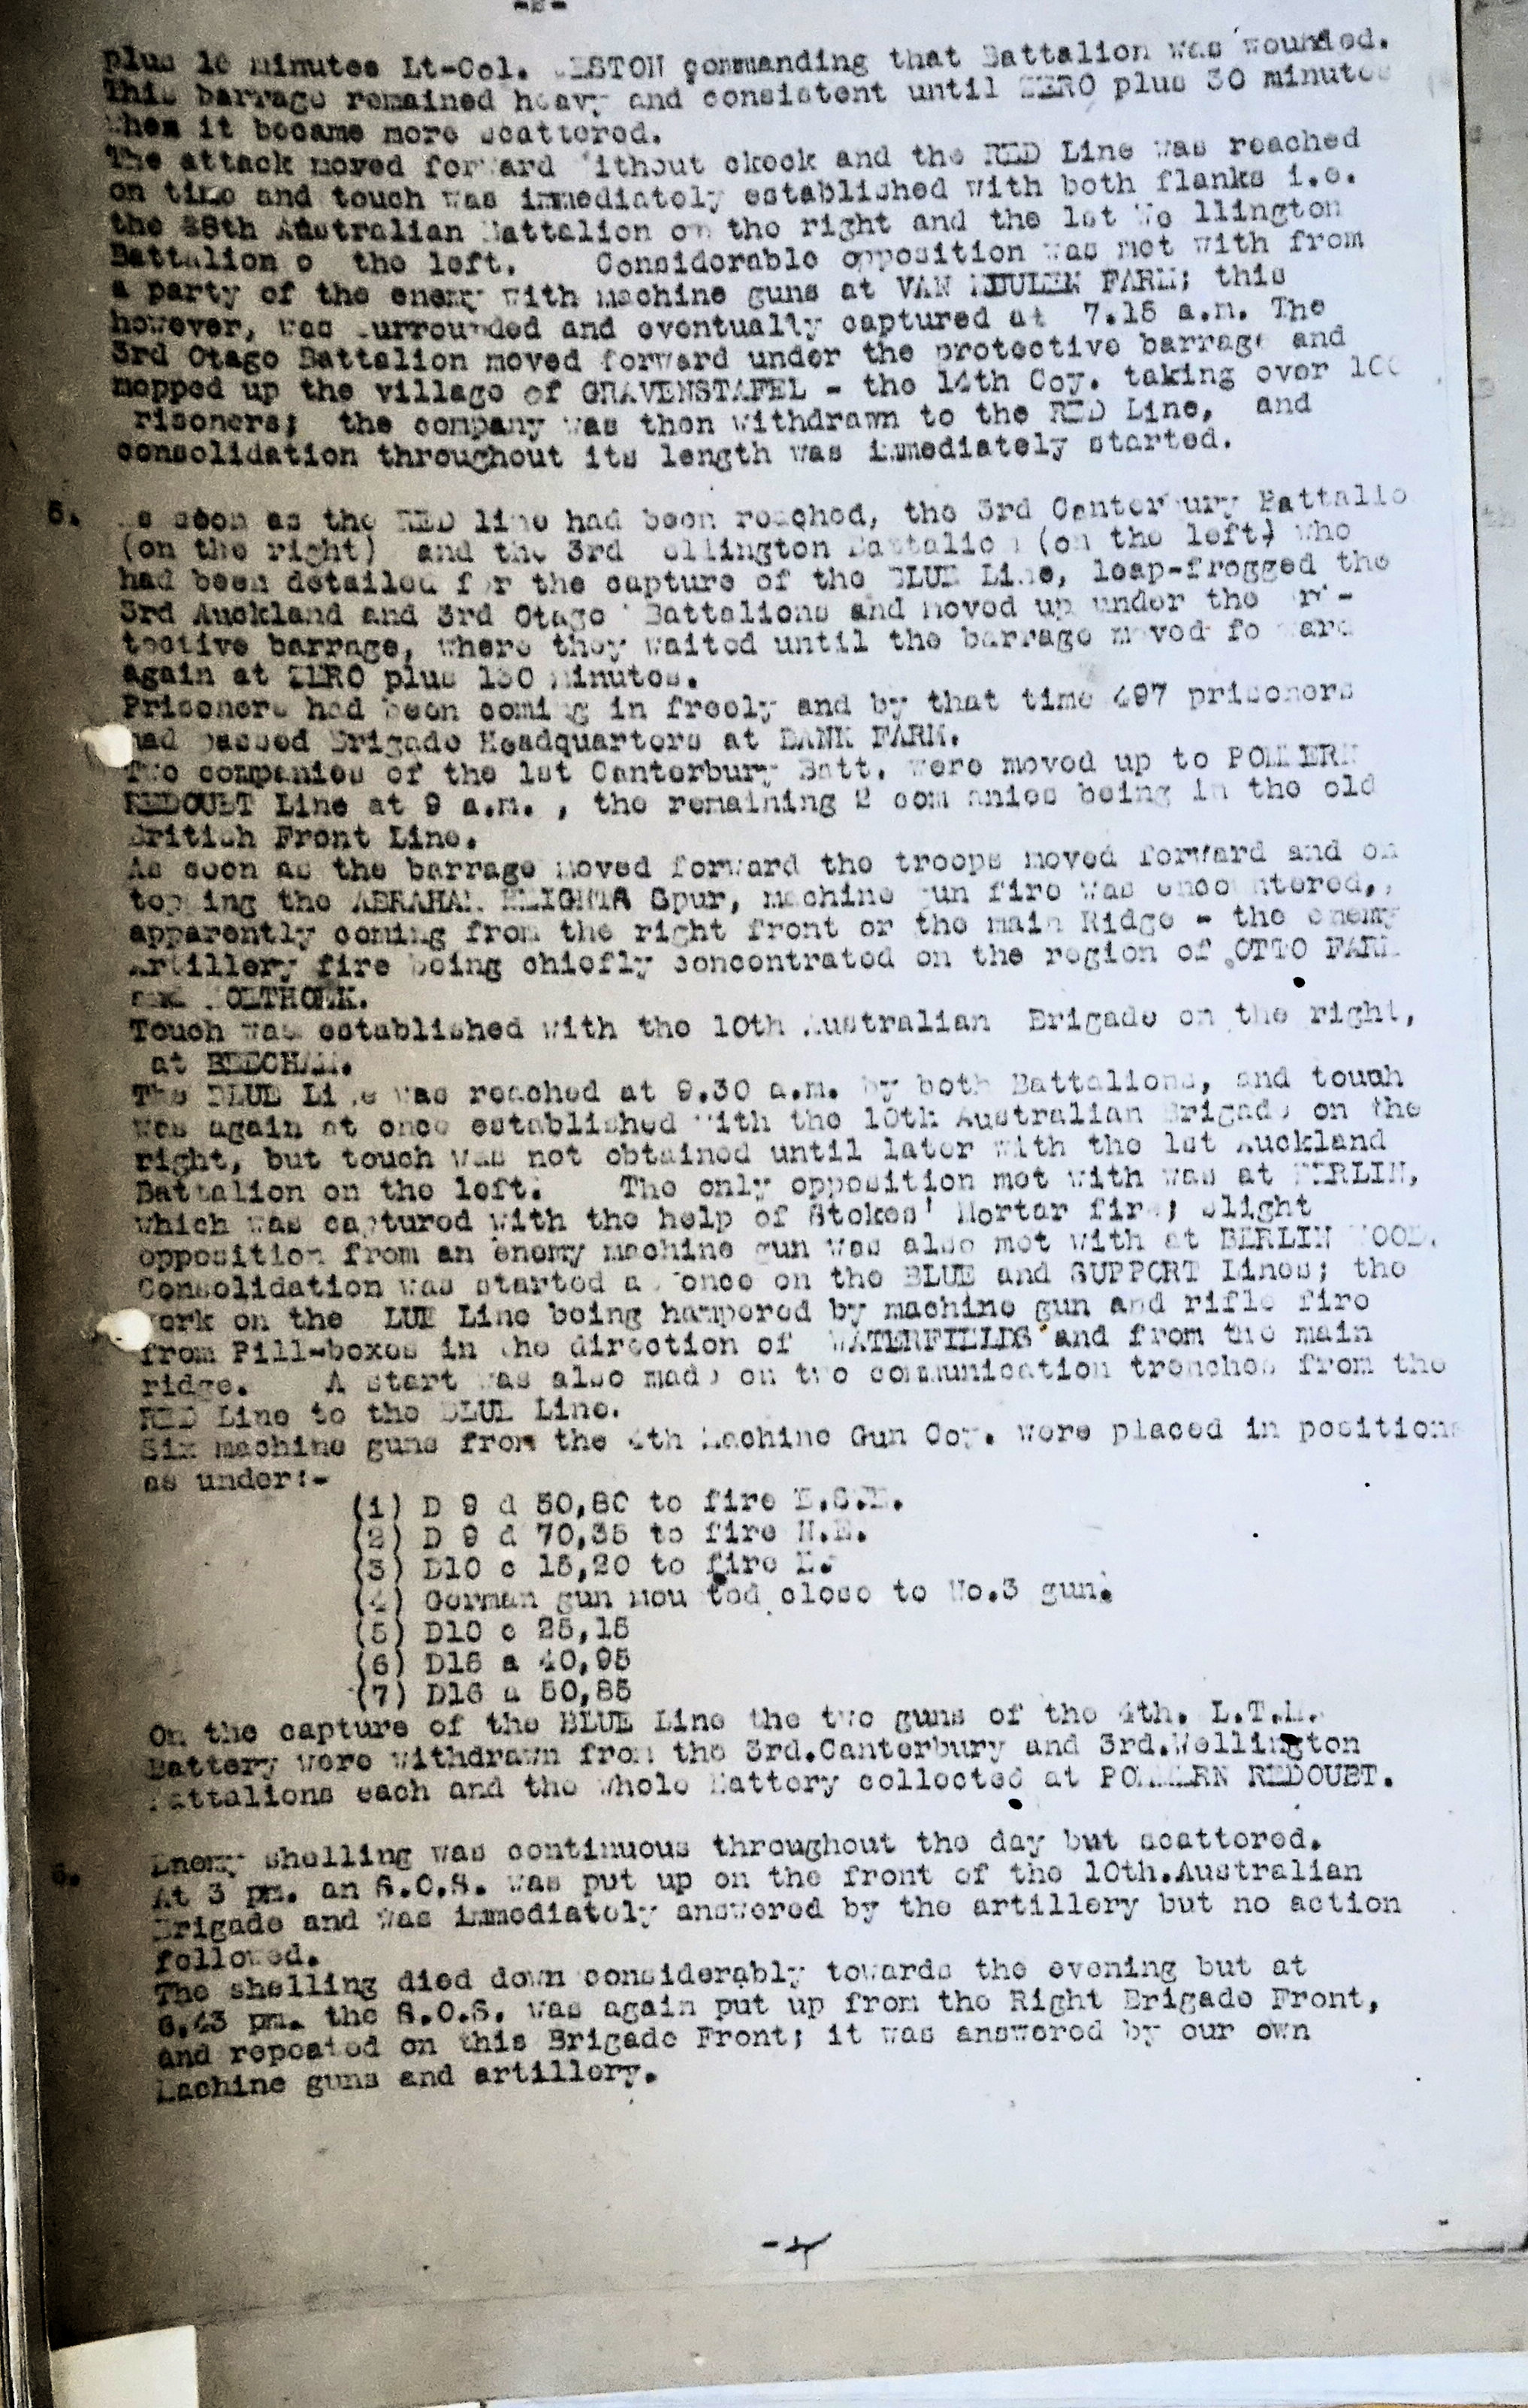 -2-
plus 10 minutes Lt-Col. commanding that Battalion was wounded.
This barrage remained heavy and consistent until ZERO plus 30 minutes
then it became more scattered.
The attack moved forward without ckeck and the RED Line was reached
on time and touch was immediately established with both flanks i.e.
the 38th Australian Battalion on the right and the 1st We llington
Battalion o the left. Considerable opposition was met with from
a party of the enemy with machine guns at VAN MEULEN FARM; this
however, was surrounded and eventually captured at 7.15 a.m. The
3rd Otago Battalion moved forward under the protective barrage and
mopped up the village of GRAVENSTAFEL - the 14th Coy. taking over 100
prisoners; the company was then withdrawn to the RED Line, and
consolidation throughout its length was immediately started.
5. As soon as the RED line had been reached, the 3rd Canterbury Battalio
(on the right) and the 3rd Wellington Battalion (on the left) who
had been detailed for the capture of the BLUE Line, leap-frogged the
3rd Auckland and 3rd Otago Battalions and moved up under the pr-
tective barrage, where they waited until the barrage moved forward
again at ZERO plus 130 minutes.
Prisoners had been coming in freely and by that time 497 prisoners
had passed Brigade Headquarters at BANK FARM.
Two companies of the 1st Canterbury Batt. were moved up to POMMERN
REDOUBT Line at 9 a.m. , the remaining 2 companies being in the old
British Front Line.
As soon as the barrage moved forward the troops moved forward and on
topping the ABRAHAM HEIGHTS Spur, machine gun fire was encountered,
apparently coming from the right front or the main Ridge - the enemy
Artillery fire being chiefly concentrated on the region of OTTO FARM
and
Touch was established with the 10th Australian Brigade on the right,
at BEECHAM.
The BLUE Line was reached at 9.30 a.m. by both Battalions, and touch
was again at once established with the 10th Australian Brigade on the
right, but touch was not obtained until later with the 1st Auckland
Battalion on the left. The only opposition met with was at BERLIN,
which was captured with the help of Stokes' Mortar fire; slight
opposition from an enemy machine gun was also met with at BERLIN WOOD.
Consolidation was started at once on the BLUE and SUPPORT Lines; the
work on the BLUE Line being hampered by machine gun and rifle fire
from Pill-boxes in the direction of WATERFIELDS and from the main
ridge. A start was also made on two communication trenches from the
RED Line to the BLUE Line.
Six machine guns from the 4th Machine Gun Coy. were placed in positions
as under:-
(1) D 9 d 50,80 to fire E.S.E.
(2) D 9 d 70,35 to fire N.E.
(3) D10 c 15,20 to fire E.
(4) German gun mounted close to No.3 gun.
(5) D10 c 25,15
(6) D16 a 40,95
(7) D16 a 50,85
On the capture of the BLUE Line the two guns of the 4th. L.T.M.
Battery were withdrawn from the 3rd.Canterbury and 3rd.Wellington
Battalions each and the whole Battery collected at POMMERN REDOUBT.
6. Enemy shelling was continuous throughout the day but scattered.
At 3 pm. an S.O.S. was put up on the front of the 10th.Australian
Brigade and was immediately answered by the artillery but no action
followed.
The shelling died down considerably towards the evening but at
6.43 pm. the S.O.S. was again put up from the Right Brigade Front,
and repeated on this Brigade Front; it was answered by our own
Machine guns and artillery.